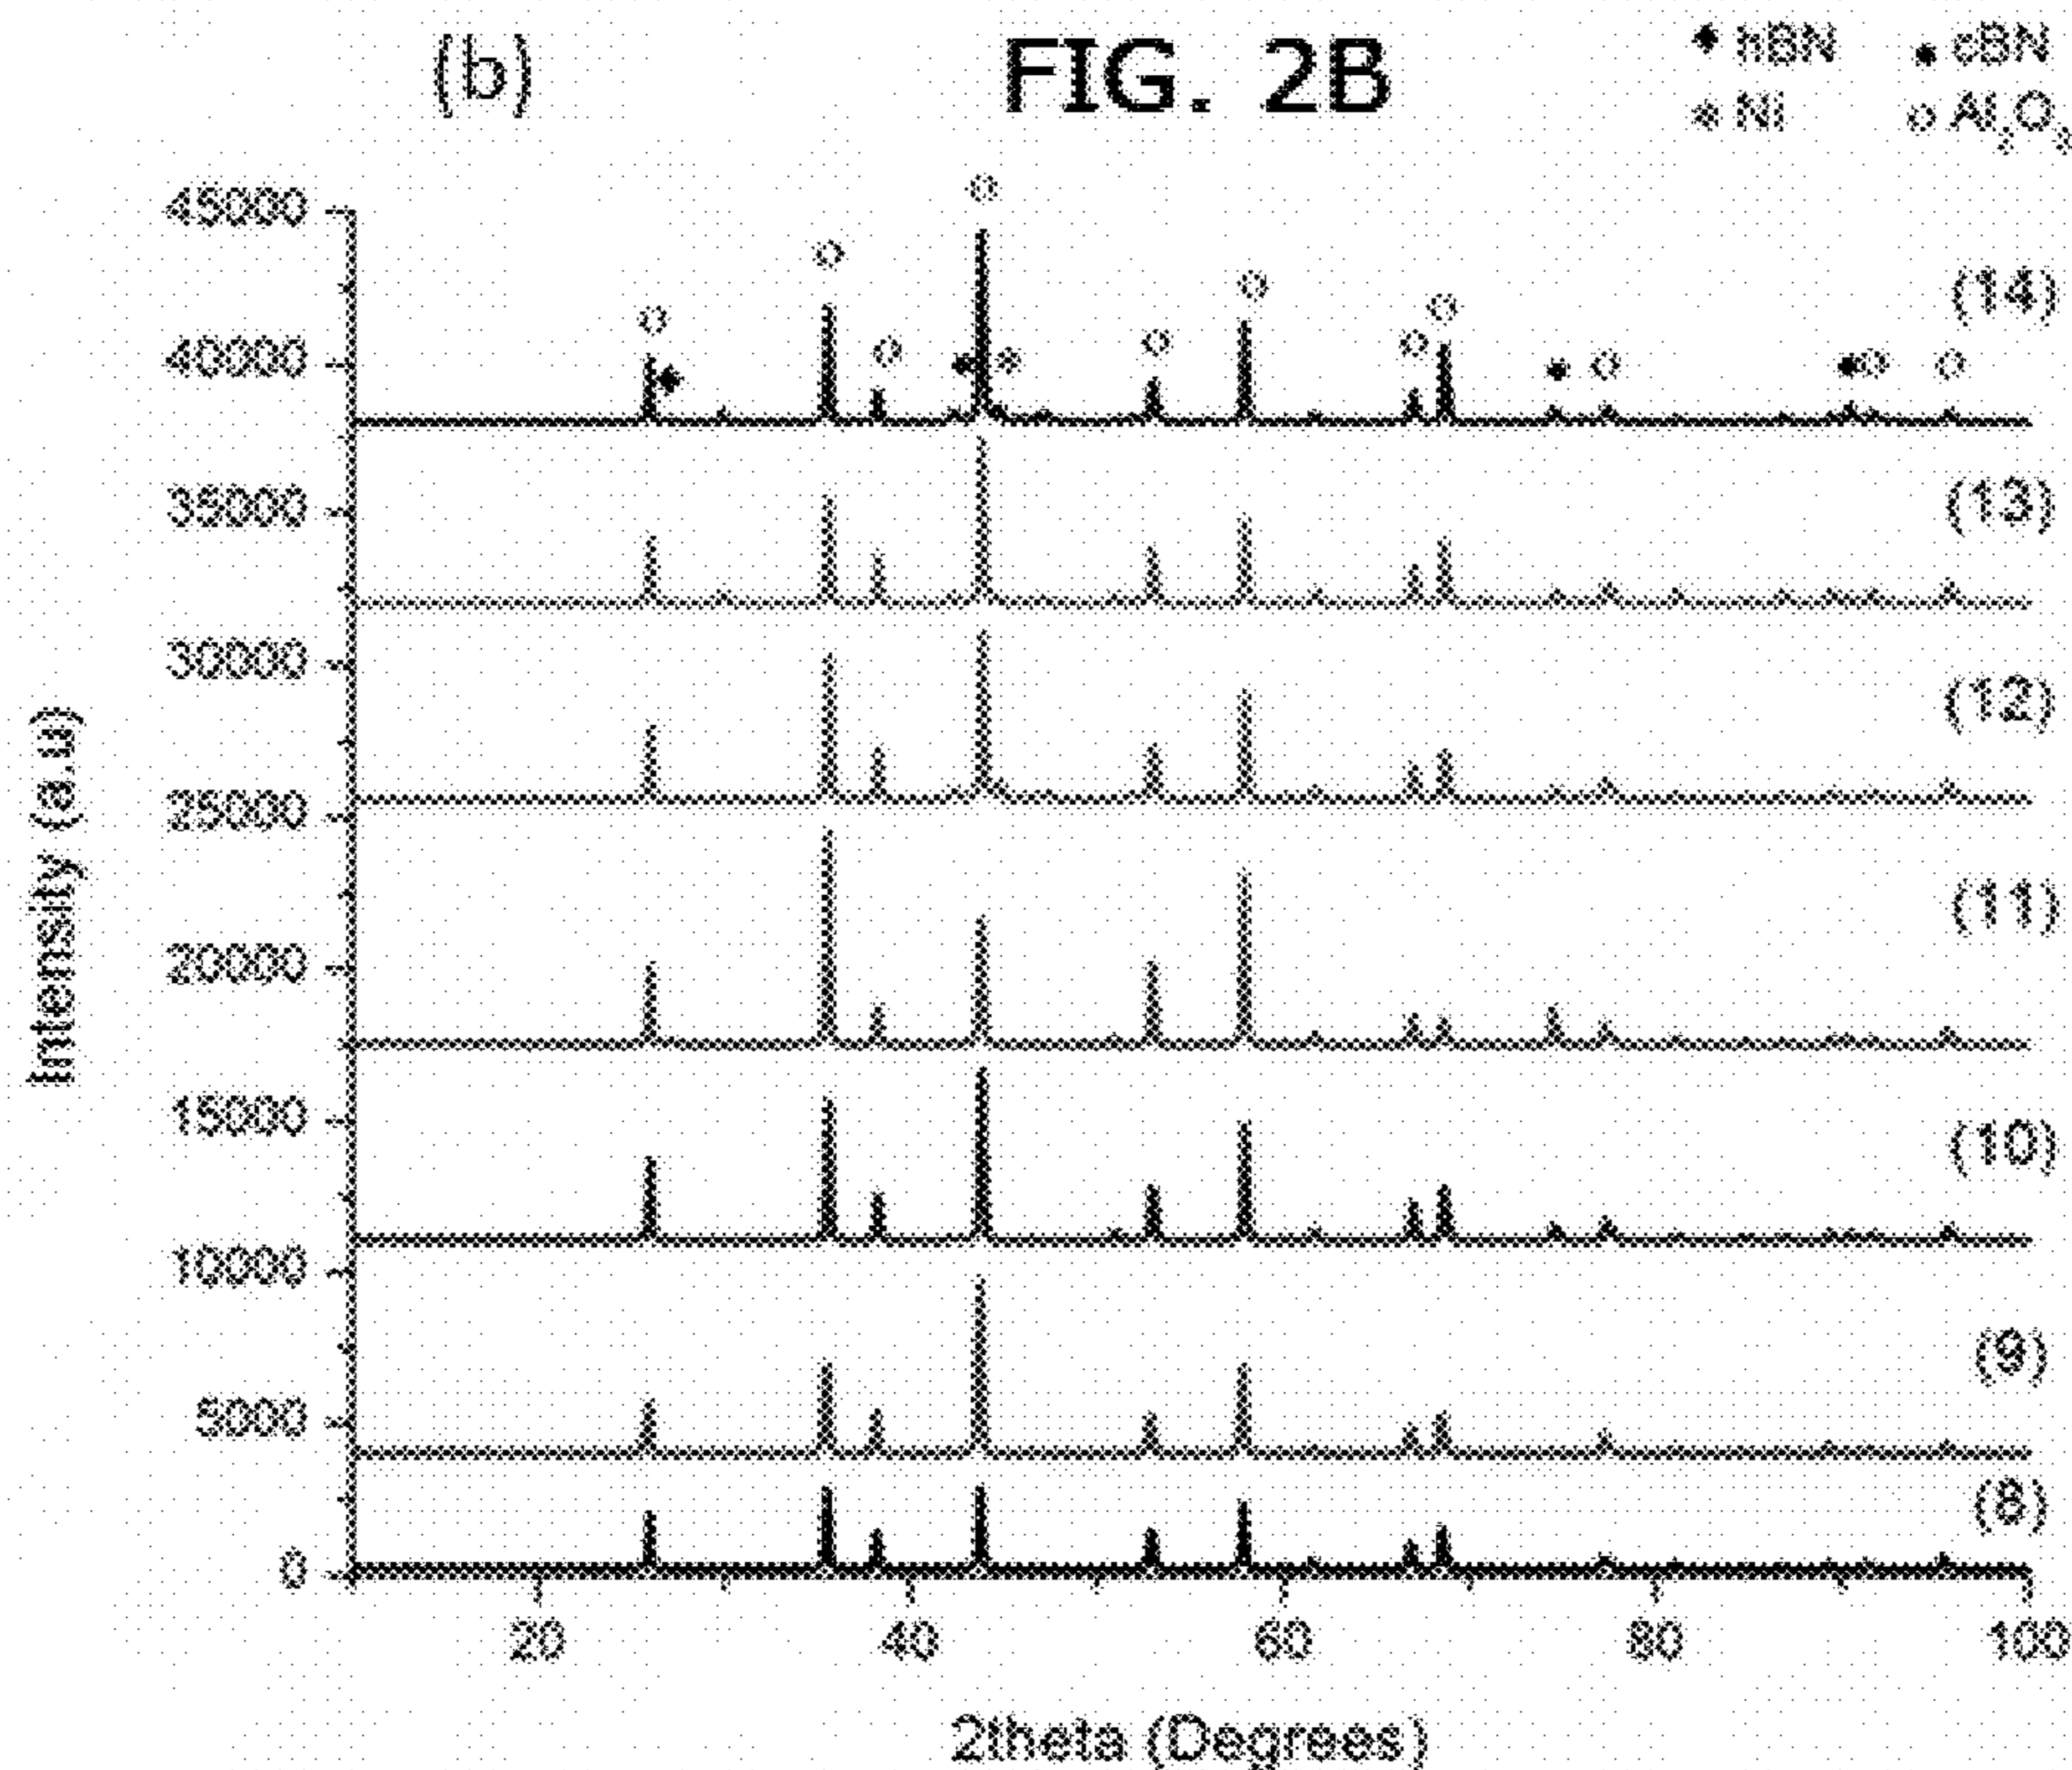 (b)
FIG. 2B
hBN cBN
Ni Al2O3
45000
(14)
40000
35000
(13)
30000
(12)
25000
(11)
20000
15000
(10)
10000
(9)
5000
(8)
0
20 40 60 80 100
Intensity (a.u)
2theta (Degrees)